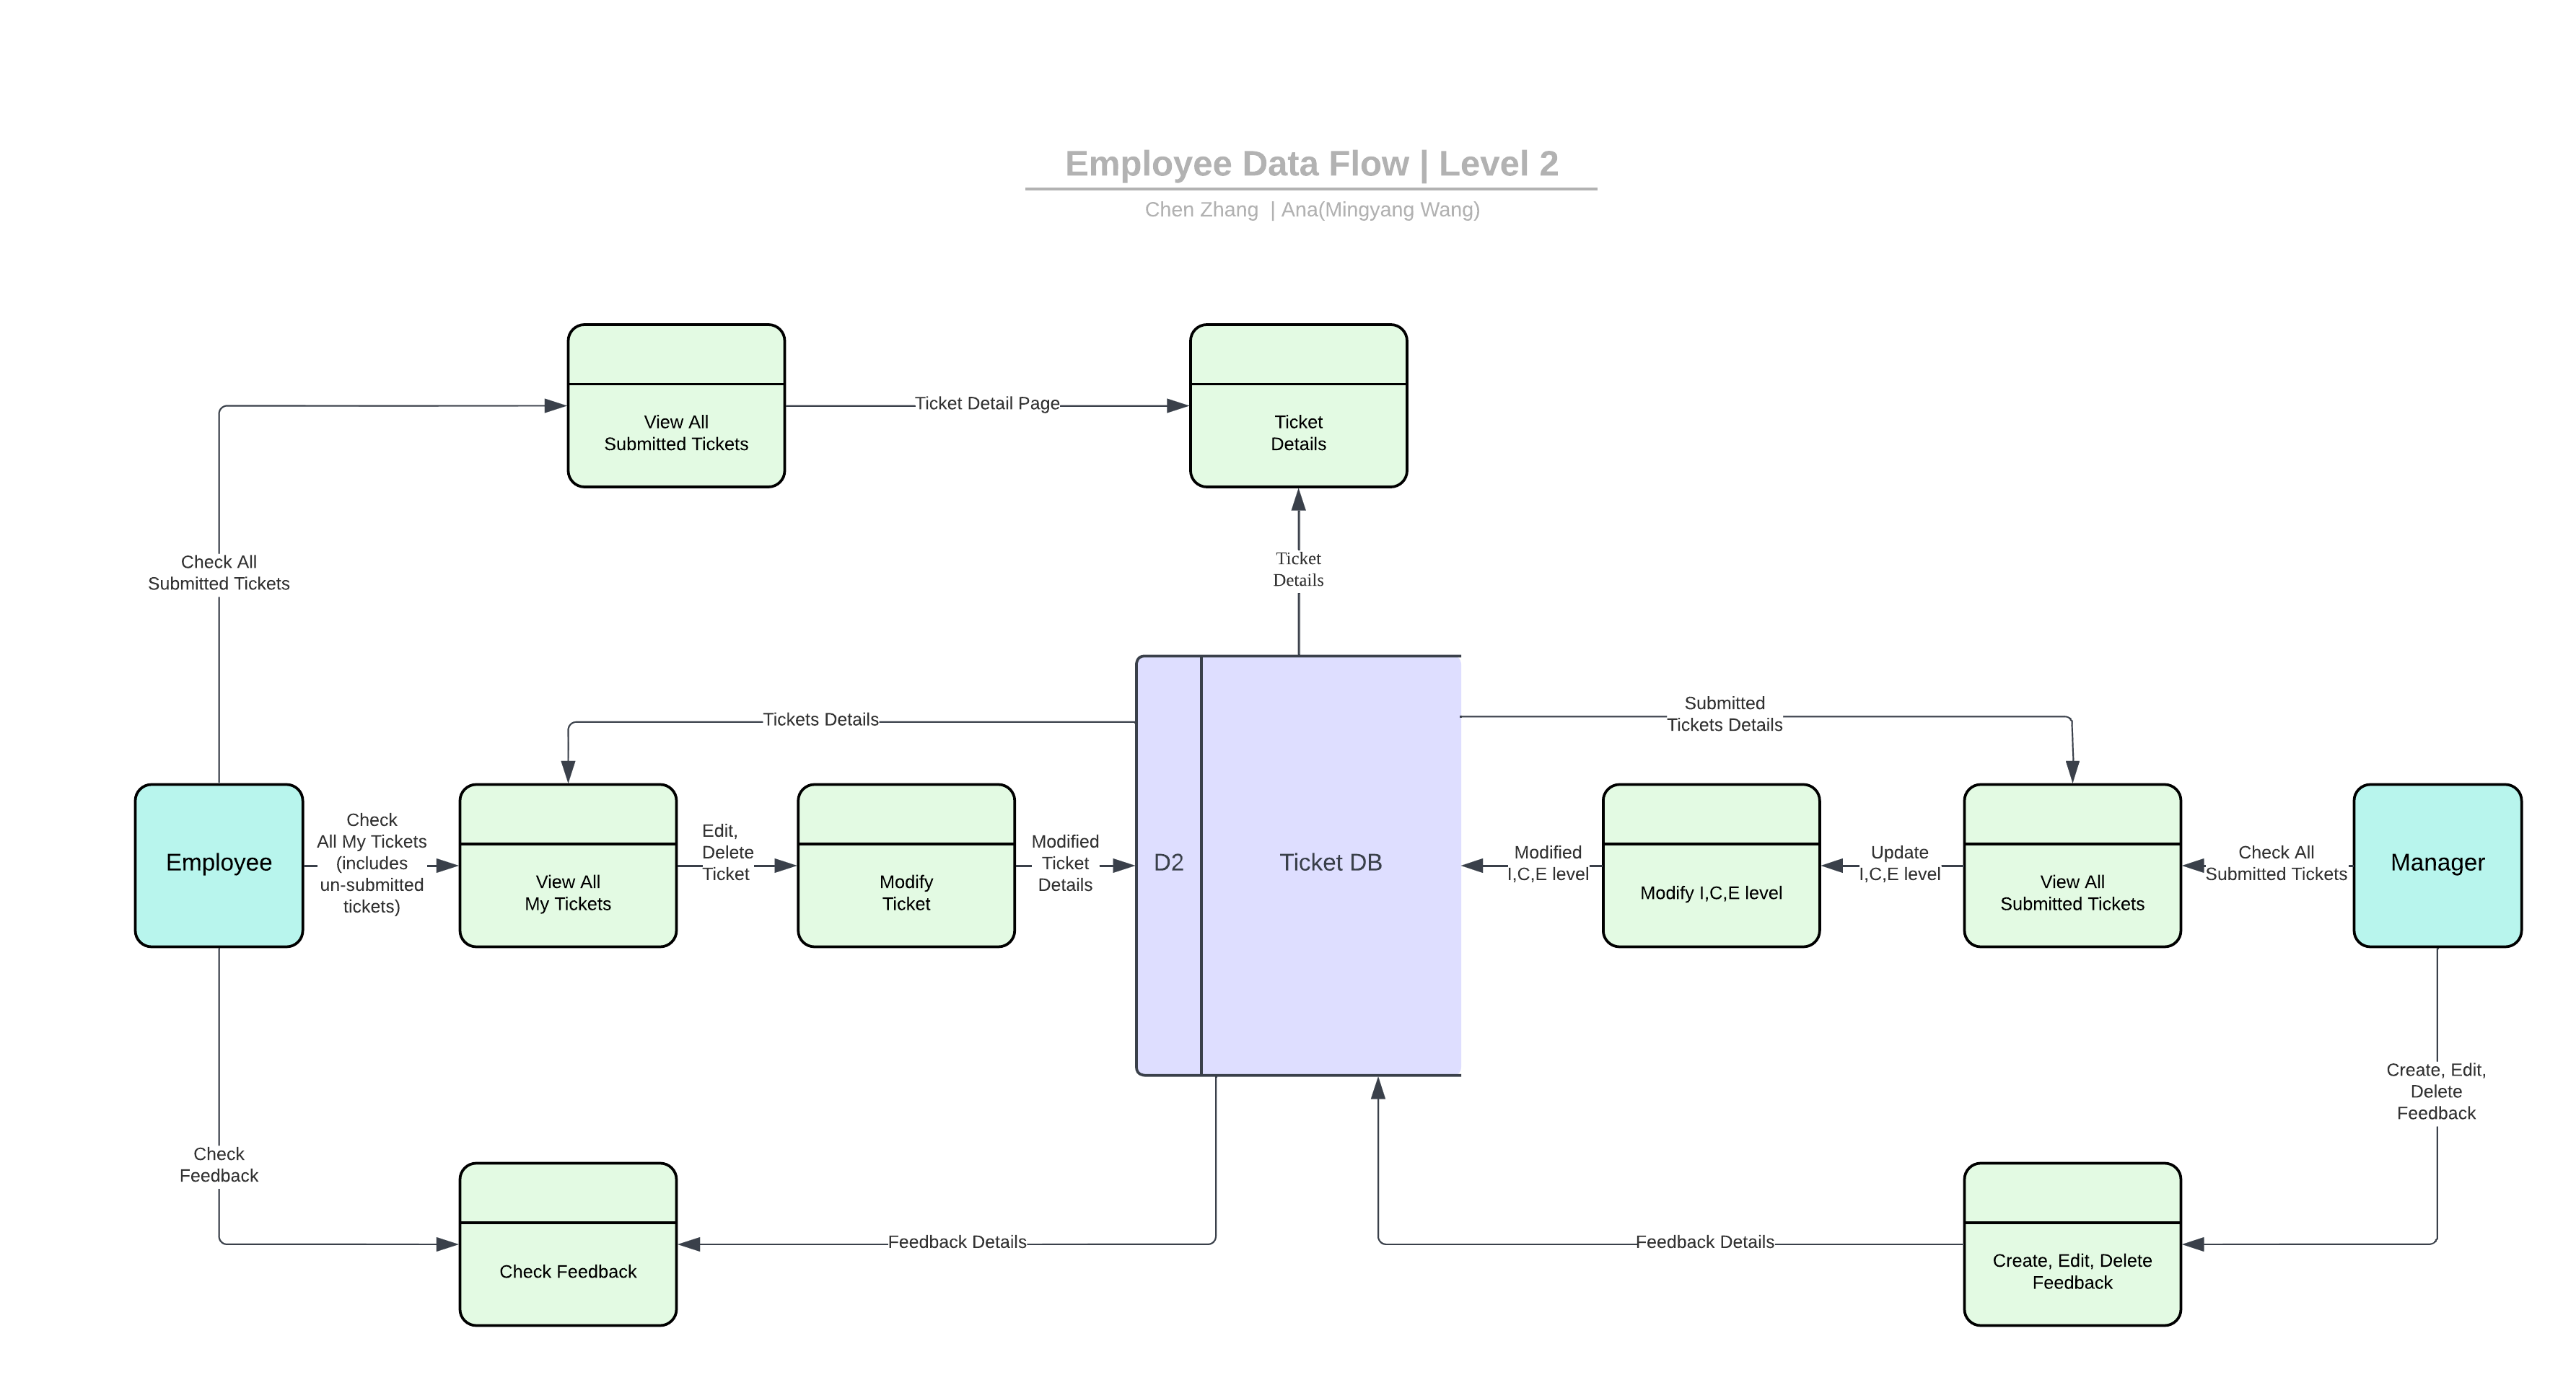 Employee Data Flow | Level 2
Chen Zhang | Ana(Mingyang Wang)
View All
Submitted Tickets
Ticket Detail Page
Ticket
Details
Check All
Submitted Tickets
Ticket
Details
Tickets Details
Submitted
Tickets Details
Employee
Check
All My Tickets
(includes
un-submitted
tickets)
View All
My Tickets
Edit,
Delete
Ticket
Modify
Ticket
Modified
Ticket
Details
D2
Ticket DB
Modified
I,C,E level
Modify I,C,E level
Update
I,C,E level
View All
Submitted Tickets
Check All
Submitted Tickets
Manager
Create, Edit,
Delete
Feedback
Check
Feedback
Check Feedback
Feedback Details
Feedback Details
Create, Edit, Delete
Feedback